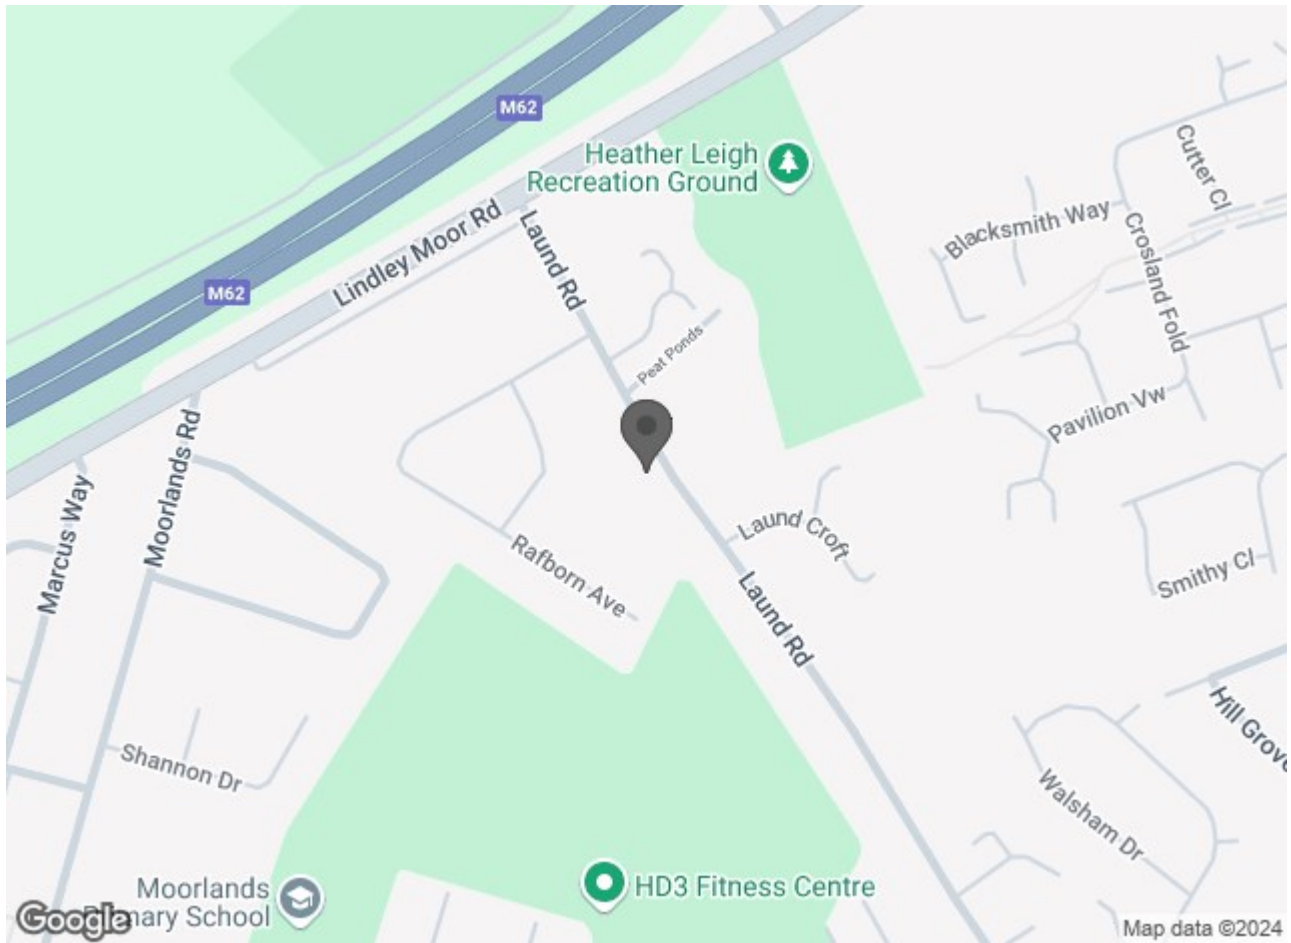 M62
Cutter Cl
Heather Leigh
Recreation Ground
Lindley Moor Rd
Laund Rd
Blacksmith Way
Crosland Fold
M62
Peat Ponds
Pavilion Vw
Moorlands Rd
Marcus Way
Laund Croft
Rafborn Ave
Smithy Cl
Laund Rd
Hill Grove
Shannon Dr
Walsham Dr
Moorlands
Primary School
HD3 Fitness Centre
Google
Map data ©2024